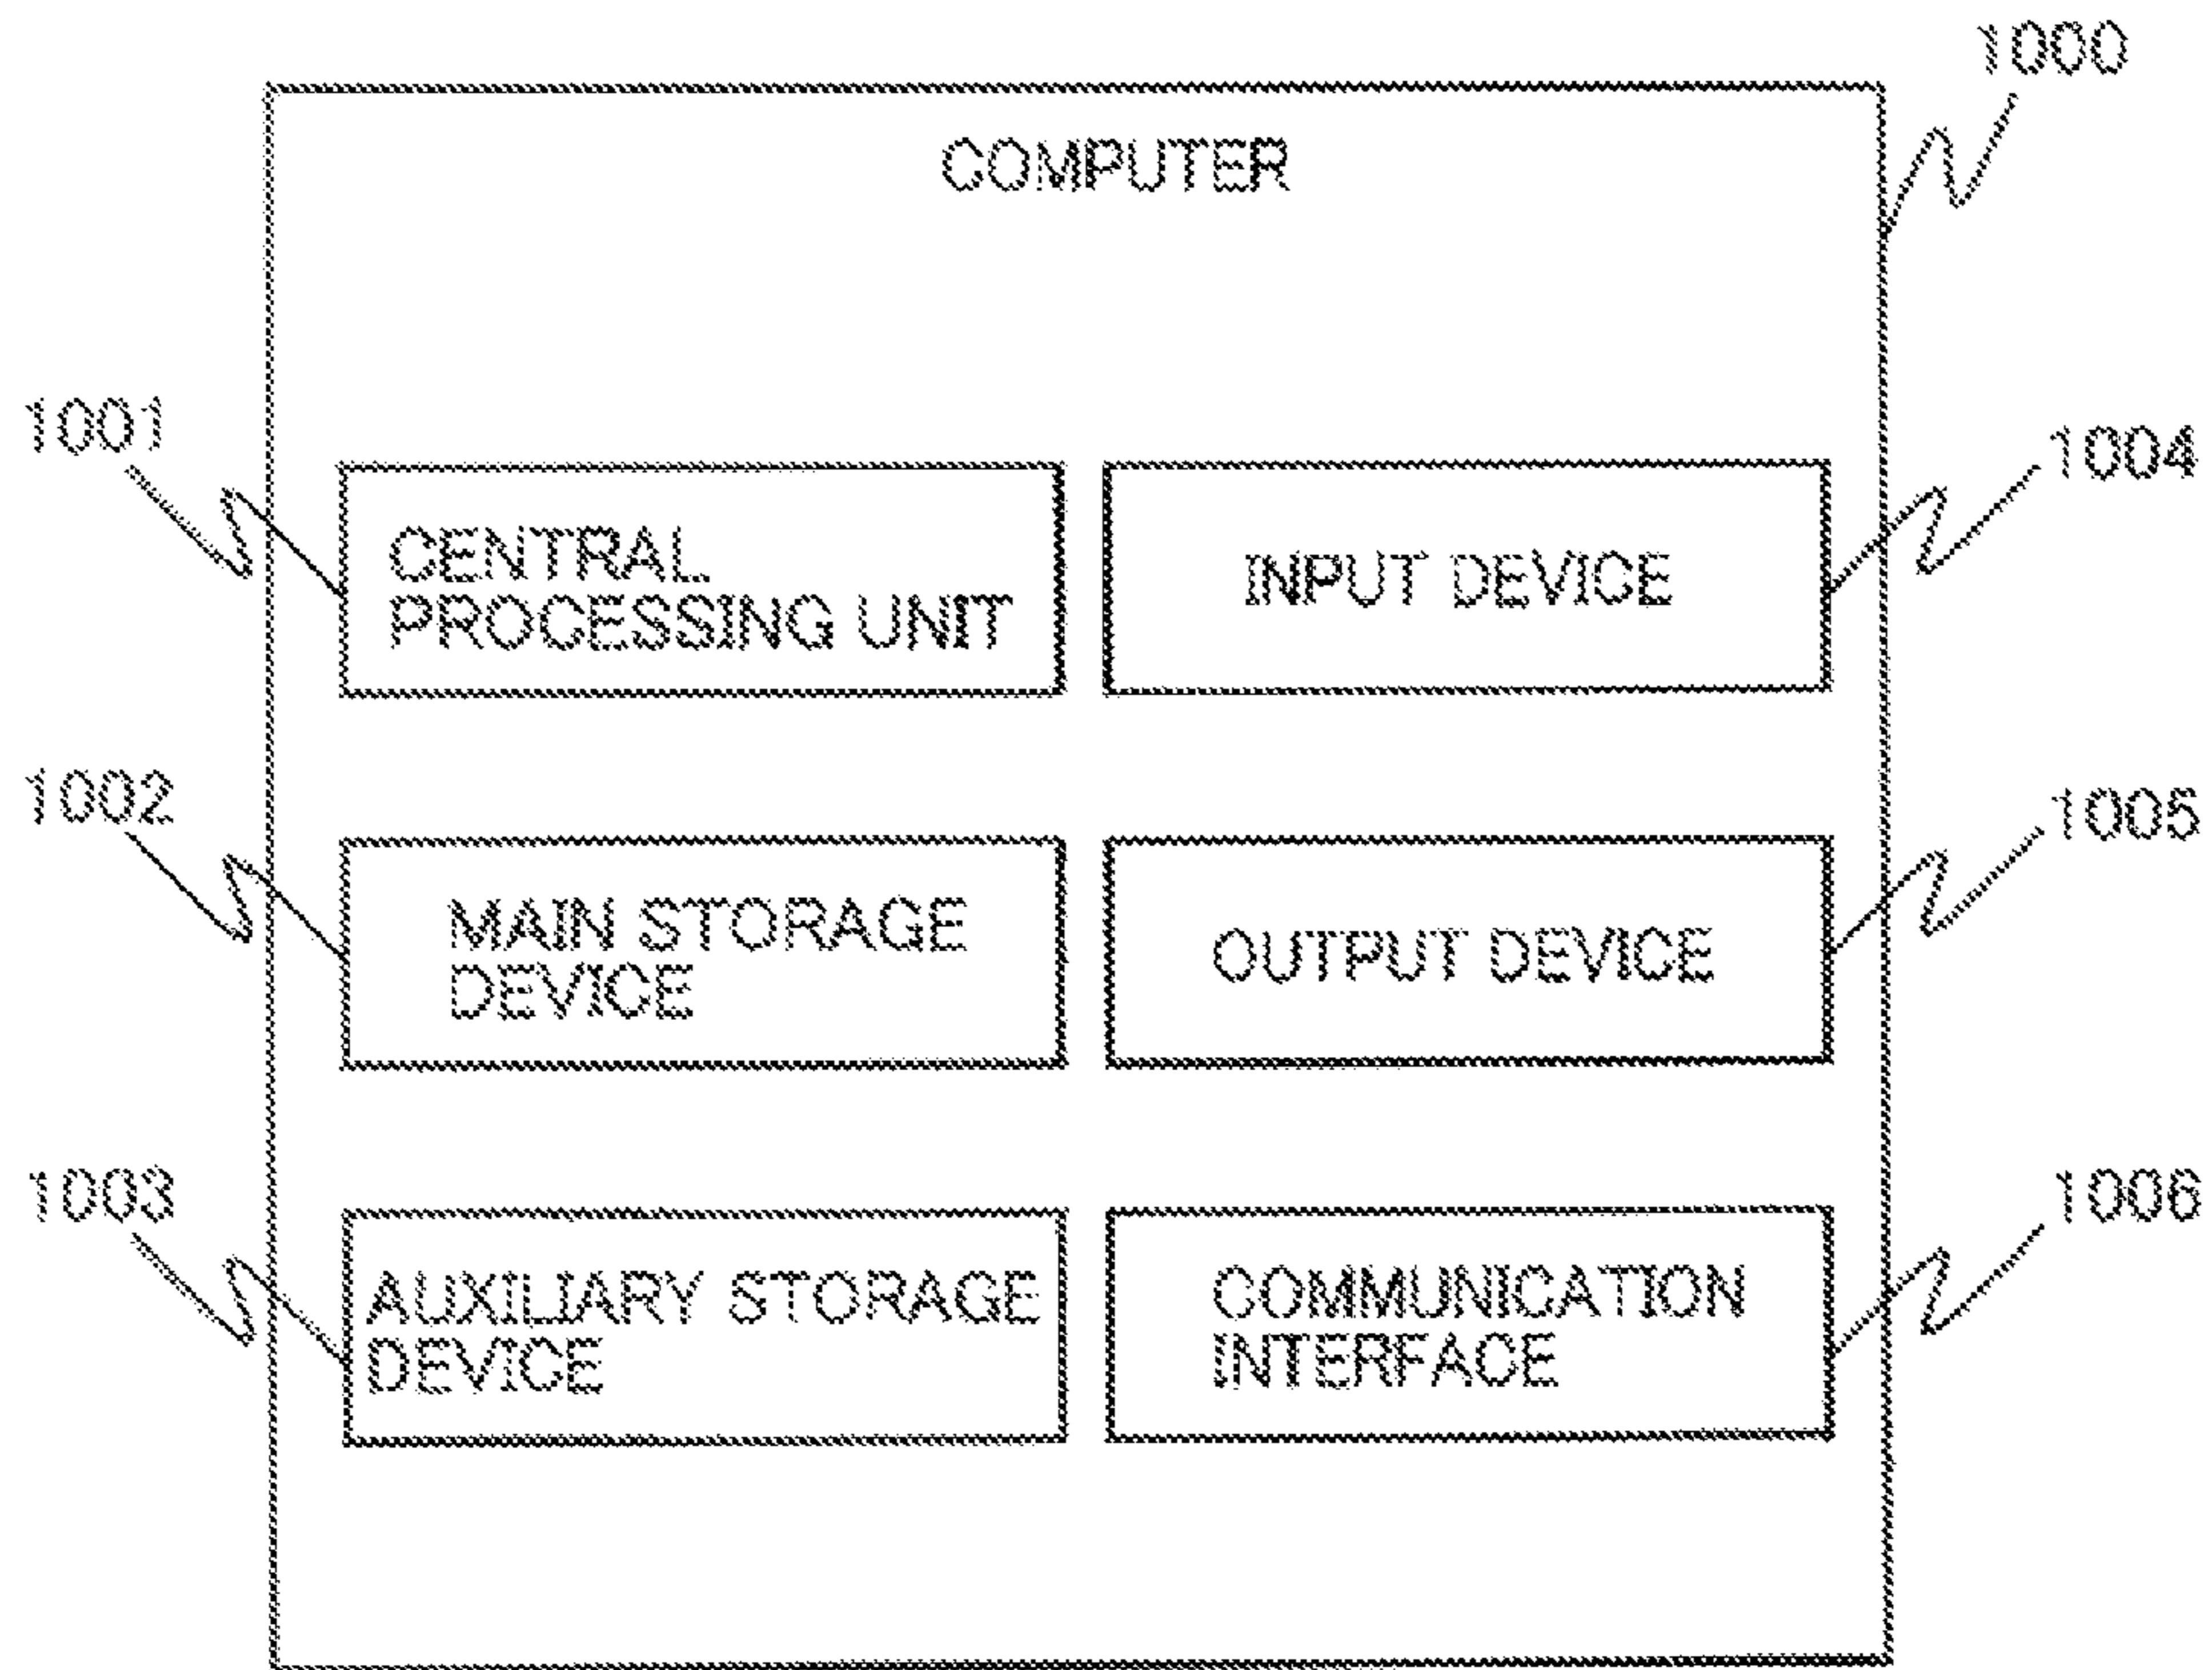 1000
COMPUTER
1001
CENTRAL
PROCESSING UNIT
1004
INPUT DEVICE
1002
MAIN STORAGE
DEVICE
1005
OUTPUT DEVICE
1003
AUXILIARY STORAGE
DEVICE
1006
COMMUNICATION
INTERFACE